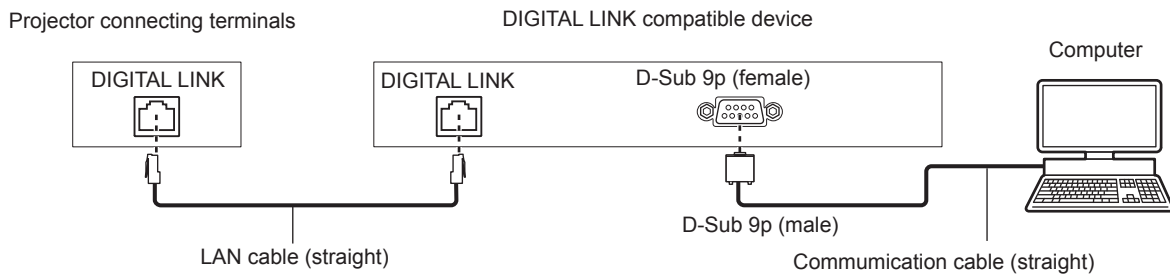 Projector connecting terminals
DIGITAL LINK compatible device
Computer
DIGITAL LINK
DIGITAL LINK
D-Sub 9p (female)
D-Sub 9p (male)
LAN cable (straight)
Commumication cable (straight)